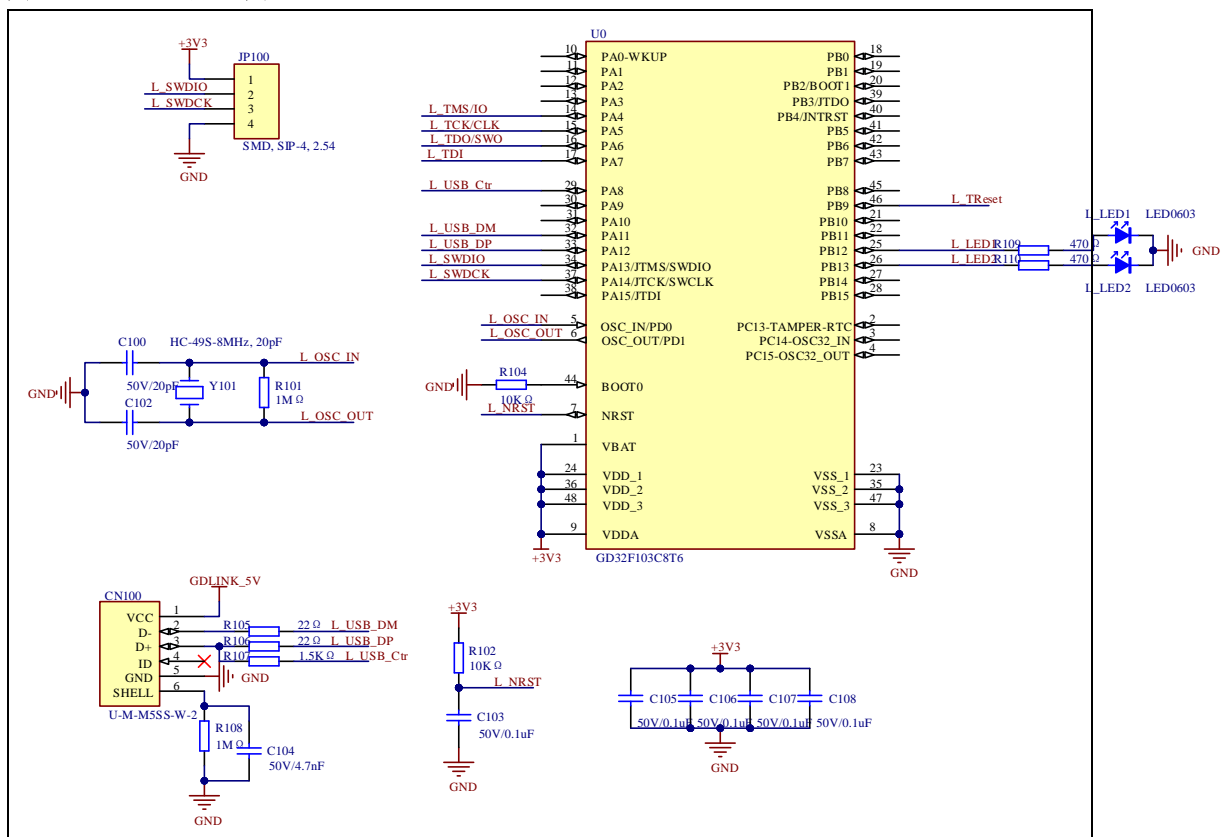 +3V3
JP100
L_SWDIO
L_SWDCK
1
2
3
4
SMD, SIP-4, 2.54
GND
U0
10 PA0-WKUP
11 PA1
12 PA2
13 PA3
L_TMS/IO 14 PA4
L_TCK/CLK 15 PA5
L_TDO/SWO 16 PA6
L_TDI 17 PA7
L_USB_Ctr 29 PA8
30 PA9
31 PA10
L_USB_DM 32 PA11
L_USB_DP 33 PA12
L_SWDIO 34 PA13/JTMS/SWDIO
L_SWDCK 37 PA14/JTCK/SWCLK
38 PA15/JTDI
L_OSC_IN 5 OSC_IN/PD0
L_OSC_OUT 6 OSC_OUT/PD1
GND R104 10KΩ 44 BOOT0
L_NRST 7 NRST
1 VBAT
24 VDD_1
36 VDD_2
48 VDD_3
9 VDDA
+3V3
PB0 18
PB1 19
PB2/BOOT1 20
PB3/JTDO 39
PB4/JNTRST 40
PB5 41
PB6 42
PB7 43
PB8 45
PB9 46 L_TReset
PB10 21
PB11 22
PB12 25 L_LED1 R109 470 Ω
PB13 26 L_LED2 R110 470 Ω
PB14 27
PB15 28
PC13-TAMPER-RTC 2
PC14-OSC32_IN 3
PC15-OSC32_OUT 4
VSS_1 23
VSS_2 35
VSS_3 47
VSSA 8
GND
GD32F103C8T6
L_LED1 LED0603
GND
L_LED2 LED0603
C100
HC-49S-8MHz, 20pF
L_OSC_IN
50V/20pF
GND
Y101
R101
1MΩ
C102
L_OSC_OUT
50V/20pF
GDLINK_5V
CN100
VCC 1
D- 2 R105 22 Ω L_USB_DM
D+ 3 R106 22 Ω L_USB_DP
ID 4 R107 1.5KΩ L_USB_Ctr
GND 5 GND
SHELL 6
U-M-M5SS-W-2
R108
1MΩ
C104
50V/4.7nF
GND
+3V3
R102
10KΩ
L_NRST
C103
50V/0.1uF
GND
+3V3
C105 C106 C107 C108
50V/0.1uF 50V/0.1uF 50V/0.1uF 50V/0.1uF
GND